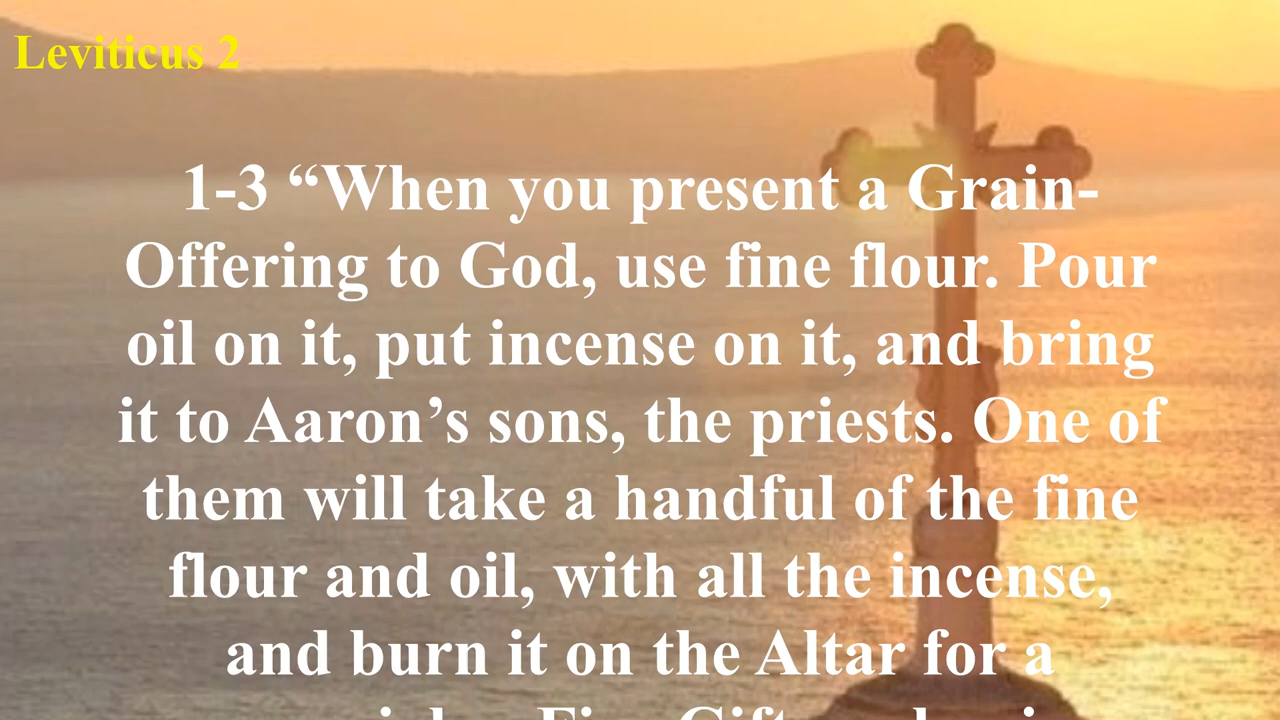 Leviticus 2
1-3 “When you present a Grain-
Offering to God, use fine flour. Pour
oil on it, put incense on it, and bring
it to Aaron’s sons, the priests. One of
them will take a handful of the fine
flour and oil, with all the incense,
and burn it on the Altar for a